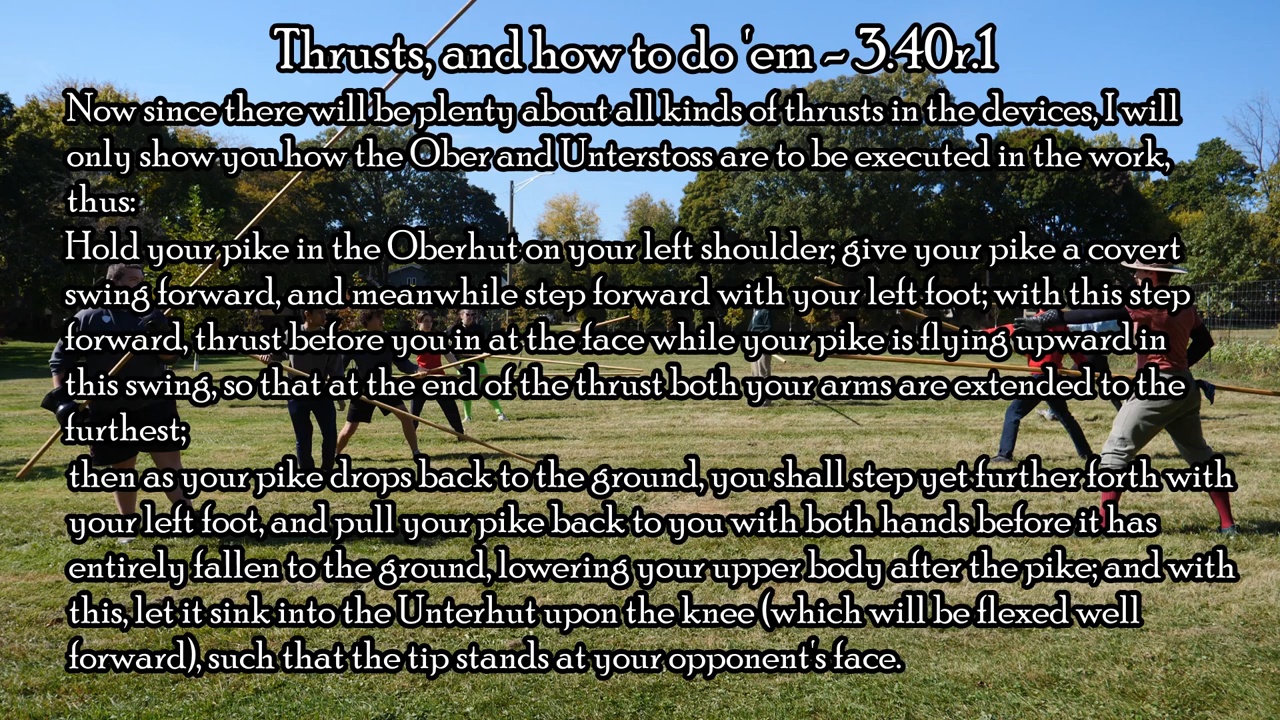 Thrusts, and how to do 'em ~ 3.40r.1
Now since there will be plenty about all kinds of thrusts in the devices, I will
only show you how the Ober and Unterstoss are to be executed in the work,
thus:
Hold your pike in the Oberhut on your left shoulder; give your pike a covert
swing forward, and meanwhile step forward with your left foot; with this step
forward, thrust before you in at the face while your pike is flying upward in
this swing, so that at the end of the thrust both your arms are extended to the
furthest;
then as your pike drops back to the ground, you shall step yet further forth with
your left foot, and pull your pike back to you with both hands before it has
entirely fallen to the ground, lowering your upper body after the pike; and with
this, let it sink into the Unterhut upon the knee (which will be flexed well
forward), such that the tip stands at your opponent's face.